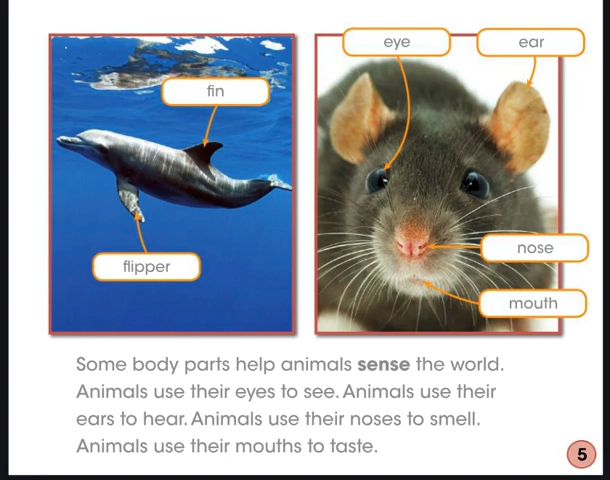 eye
ear
fin
flipper
nose
mouth
Some body parts help animals sense the world.
Animals use their eyes to see. Animals use their
ears to hear. Animals use their noses to smell.
Animals use their mouths to taste.
5